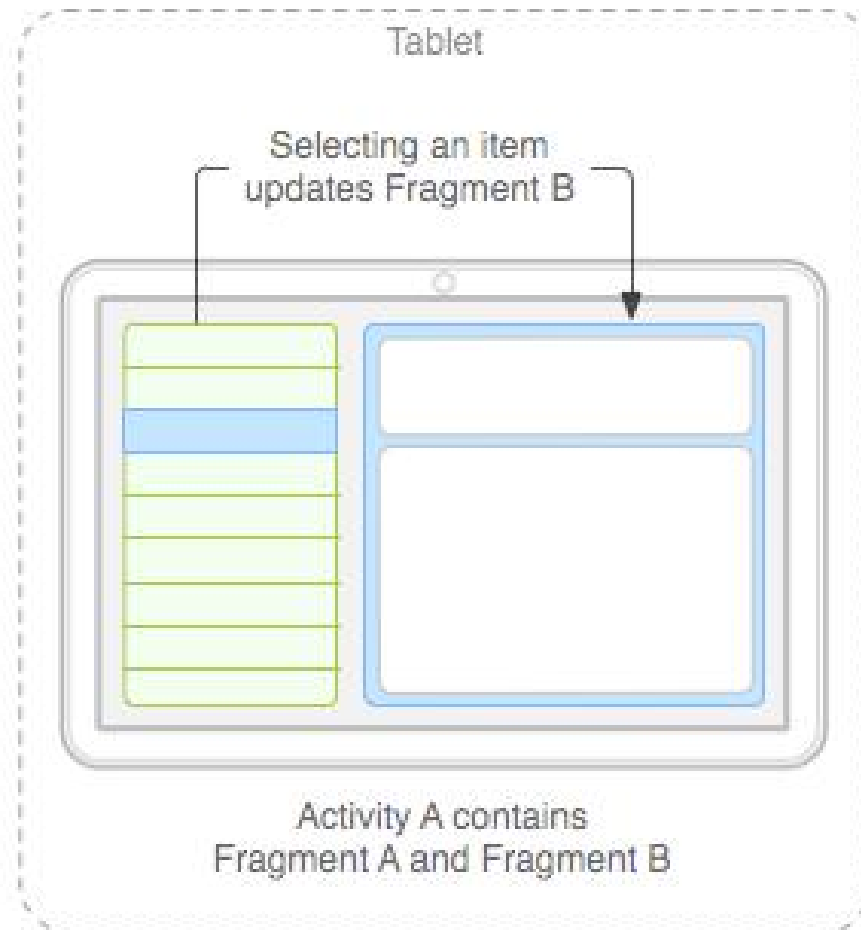 Tablet
Selecting an item
updates Fragment B
Activity A contains
Fragment A and Fragment B